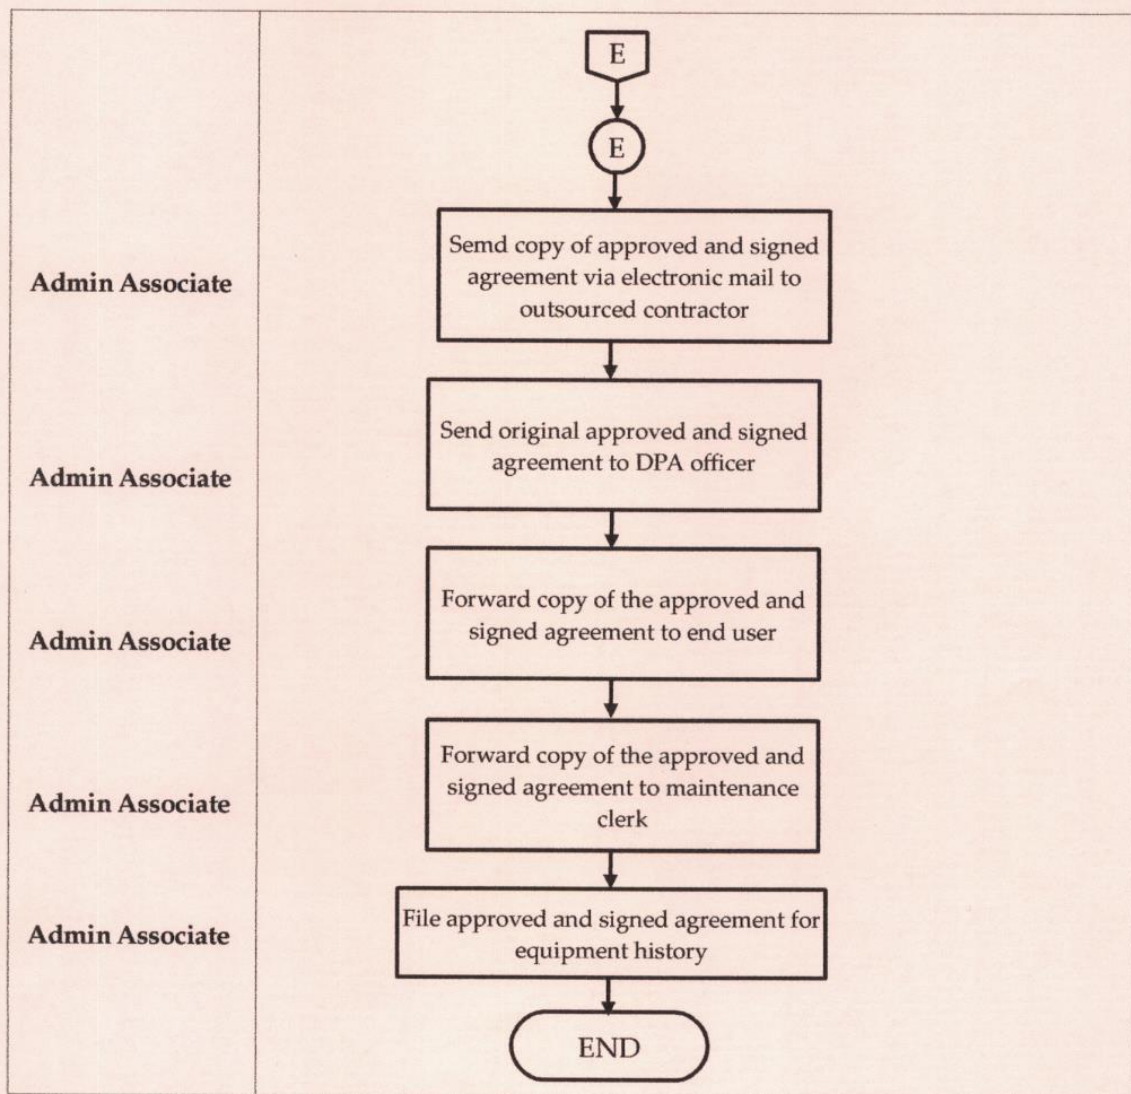 E
E
Admin Associate
Semd copy of approved and signed
agreement via electronic mail to
outsourced contractor
Admin Associate
Send original approved and signed
agreement to DPA officer
Admin Associate
Forward copy of the approved and
signed agreement to end user
Admin Associate
Forward copy of the approved and
signed agreement to maintenance
clerk
Admin Associate
File approved and signed agreement for
equipment history
END